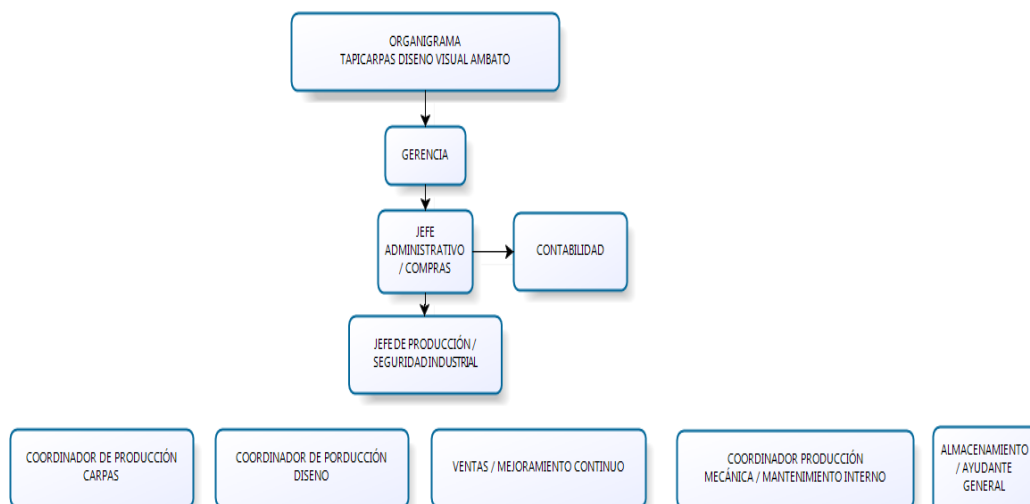 ORGANIGRAMA
TAPICARPAS DISENO VISUAL AMBATO
GERENCIA
JEFE
ADMINISTRATIVO
/ COMPRAS
CONTABILIDAD
JEFE DE PRODUCCIÓN /
SEGURIDAD INDUSTRIAL
COORDINADOR DE PRODUCCIÓN
CARPAS
COORDINADOR DE PORDUCCIÓN
DISENO
VENTAS / MEJORAMIENTO CONTINUO
COORDINADOR PRODUCCIÓN
MECÁNICA / MANTENIMIENTO INTERNO
ALMACENAMIENTO
/ AYUDANTE
GENERAL